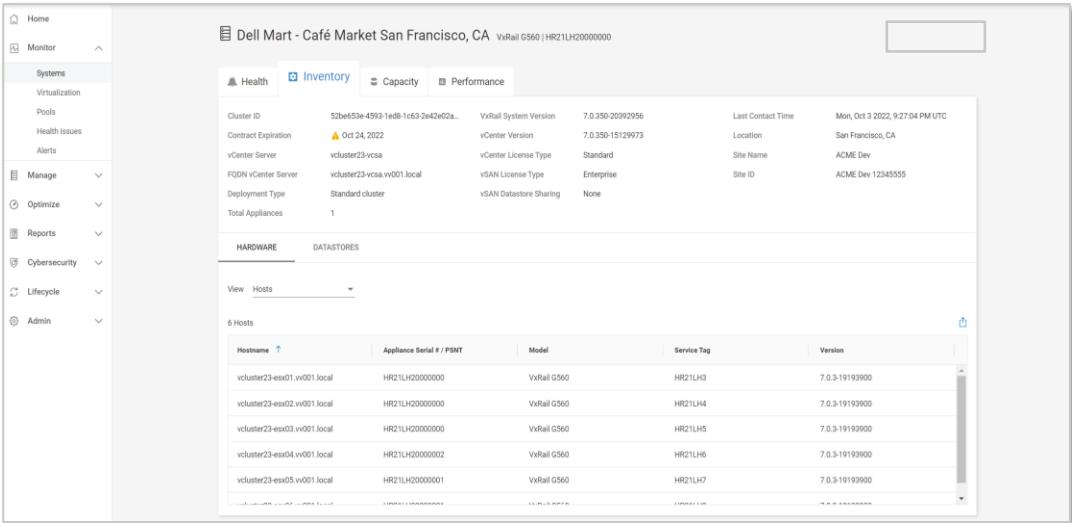 Home
Monitor
Systems
Virtualization
Pools
Health Issues
Alerts
Manage
Optimize
Reports
Cybersecurity
Lifecycle
Admin
Dell Mart - Café Market San Francisco, CA VxRail G560 | HR21LH20000000
Health Inventory Capacity Performance
Cluster ID 52be653e-4593-1ed8-1c63-2e42e02a... VxRail System Version 7.0.350-20392956 Last Contact Time Mon, Oct 3 2022, 9:27:04 PM UTC
Contract Expiration Oct 24, 2022 vCenter Version 7.0.350-15129973 Location San Francisco, CA
vCenter Server vcluster23-vcsa vCenter License Type Standard Site Name ACME Dev
FQDN vCenter Server vcluster23-vcsa.vv001.local vSAN License Type Enterprise Site ID ACME Dev 12345555
Deployment Type Standard cluster vSAN Datastore Sharing None
Total Appliances 1
HARDWARE DATASTORES
View Hosts
6 Hosts
Hostname Appliance Serial # / PSNT Model Service Tag Version
vcluster23-esx01.vv001.local HR21LH20000000 VxRail G560 HR21LH3 7.0.3-19193900
vcluster23-esx02.vv001.local HR21LH20000000 VxRail G560 HR21LH4 7.0.3-19193900
vcluster23-esx03.vv001.local HR21LH20000000 VxRail G560 HR21LH5 7.0.3-19193900
vcluster23-esx04.vv001.local HR21LH20000002 VxRail G560 HR21LH6 7.0.3-19193900
vcluster23-esx05.vv001.local HR21LH20000001 VxRail G560 HR21LH7 7.0.3-19193900